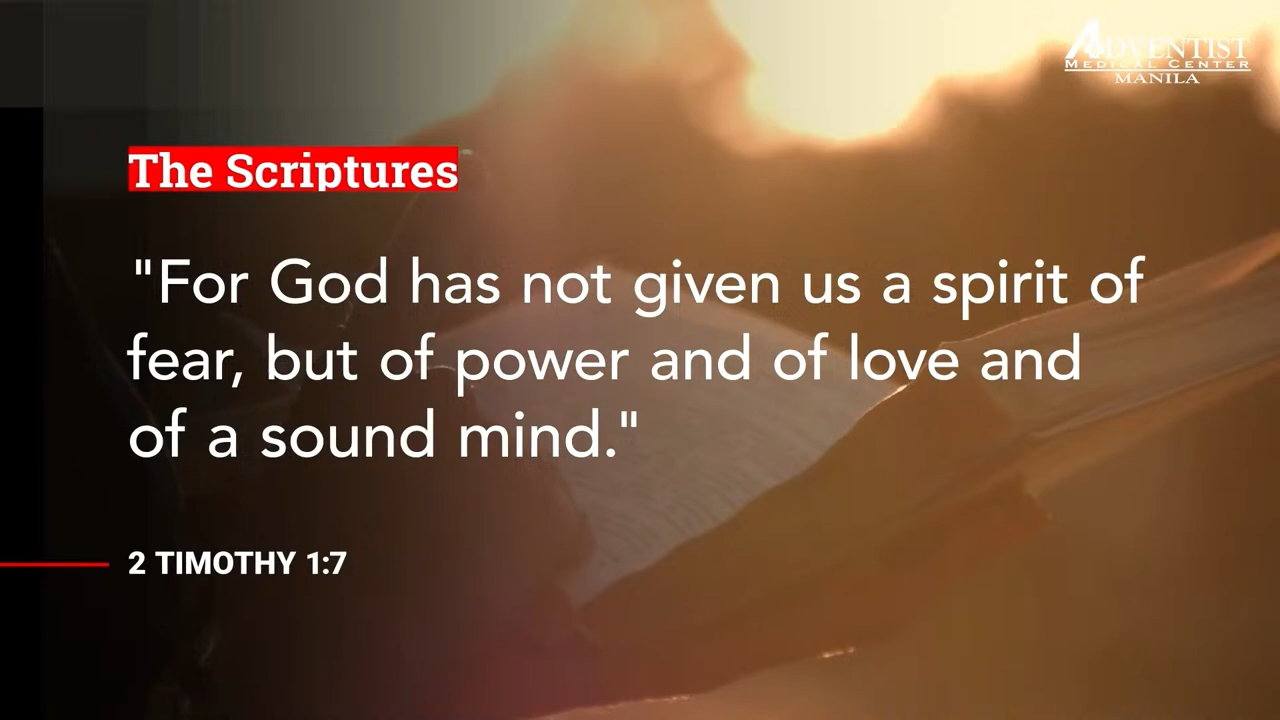 ADVENTIST
MEDICAL CENTER
MANILA
The Scriptures
"For God has not given us a spirit of
fear, but of power and of love and
of a sound mind."
2 TIMOTHY 1:7